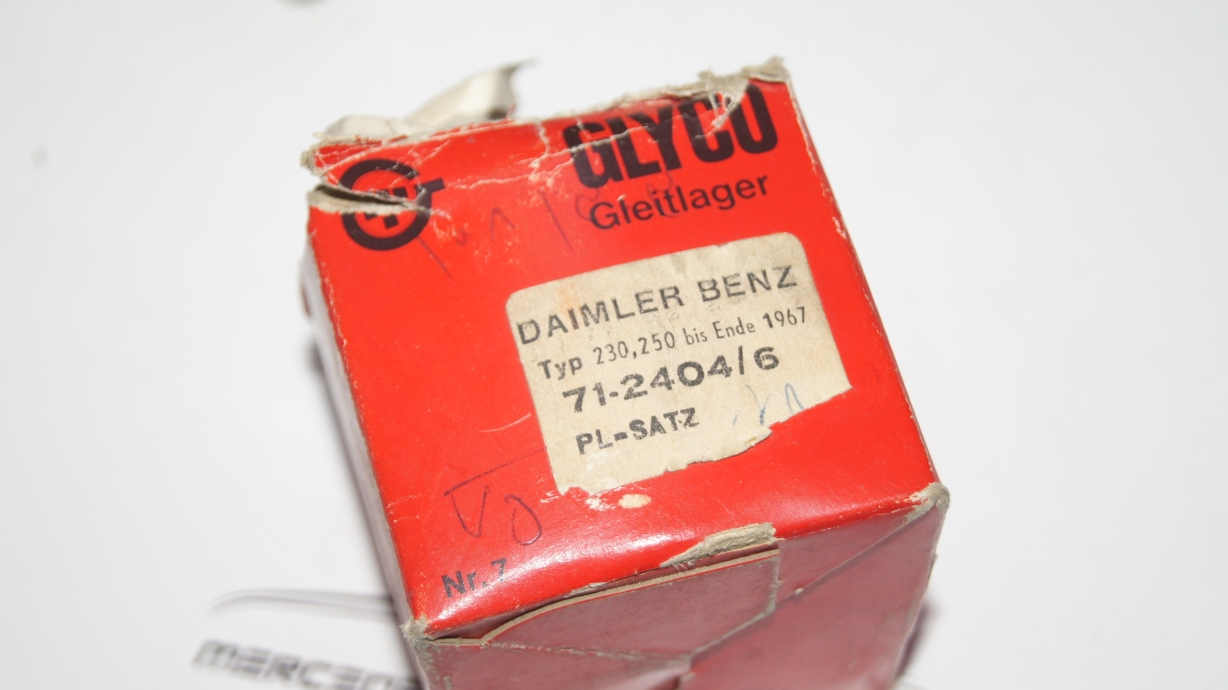 GLYCO
Gleitlager
DAIMLER BENZ
Typ 230,250 bis Ende 1967
71-2404/6
PL-SATZ
Nr. 7